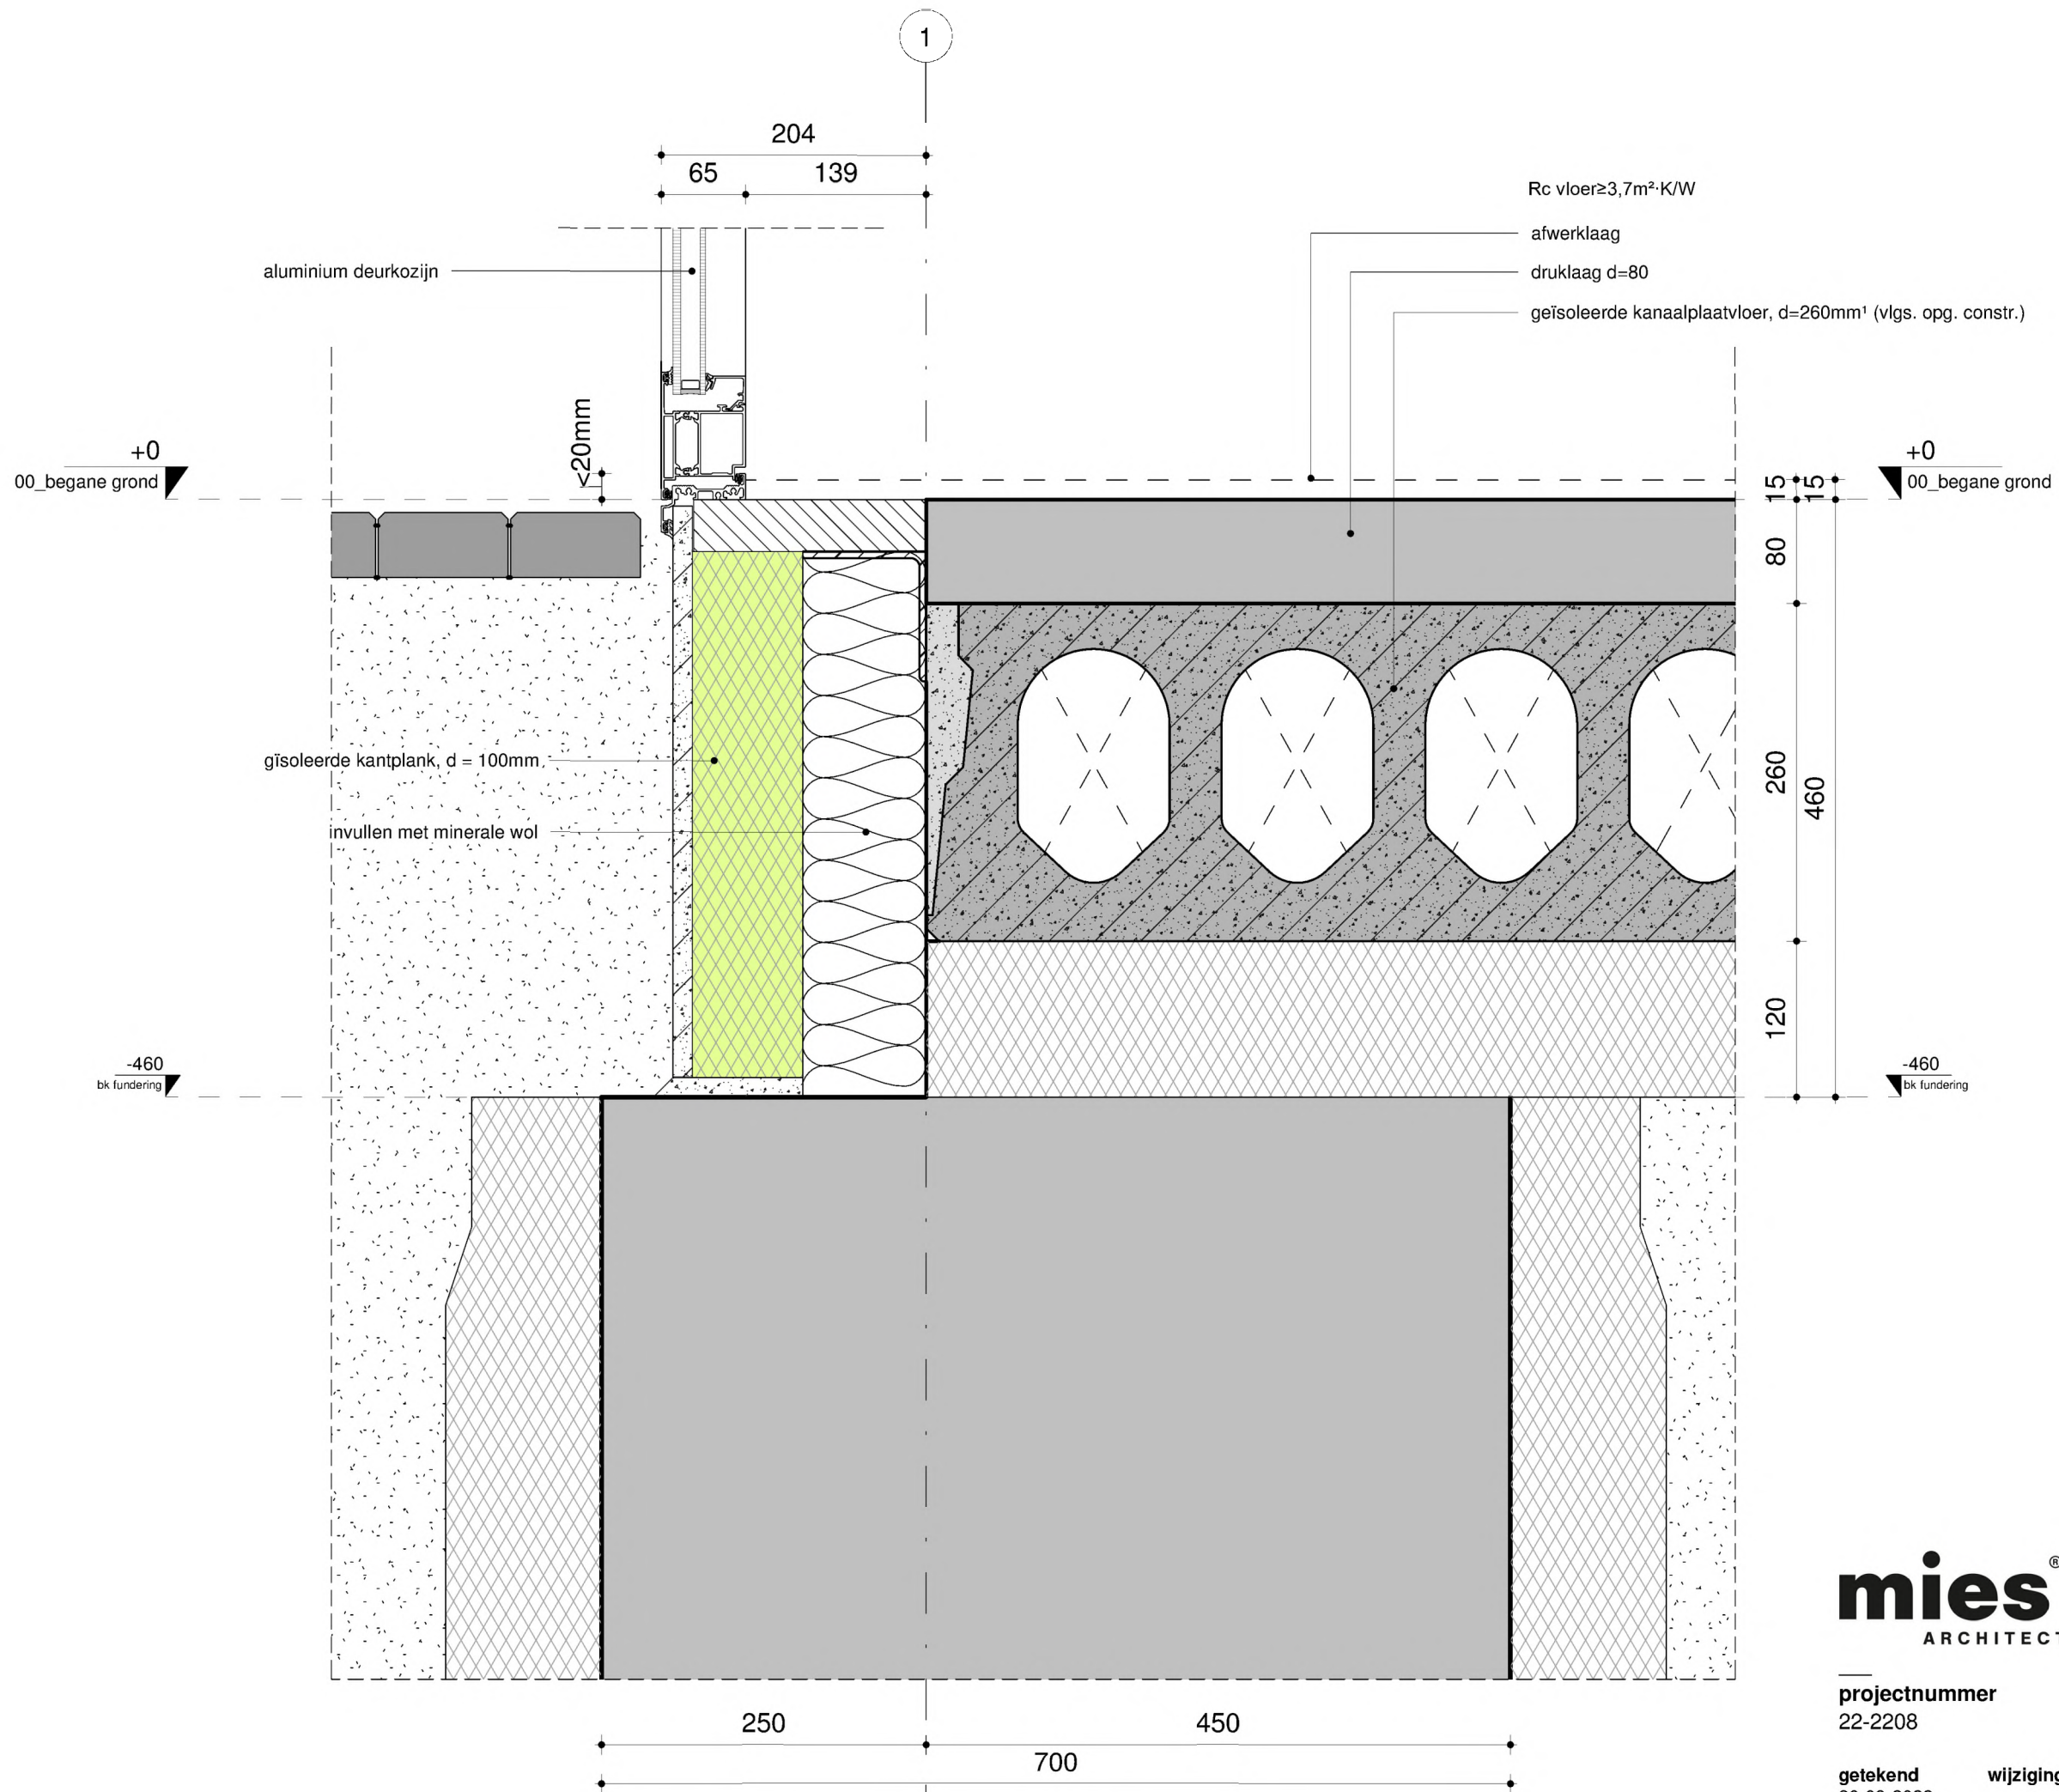 1
204
65
139
Rc vloer≥3,7m²·K/W
afwerklaag
aluminium deurkozijn
druklaag d=80
geïsoleerde kanaalplaatvloer, d=260mm¹ (vlgs. opg. constr.)
≤20mm
+0
00_begane grond
+0
00_begane grond
15
15
80
gïsoleerde kantplank, d = 100mm
invullen met minerale wol
260
460
120
-460
bk fundering
-460
bk fundering
mies®
ARCHITECT
projectnummer
22-2208
250
450
700
getekend wijziging